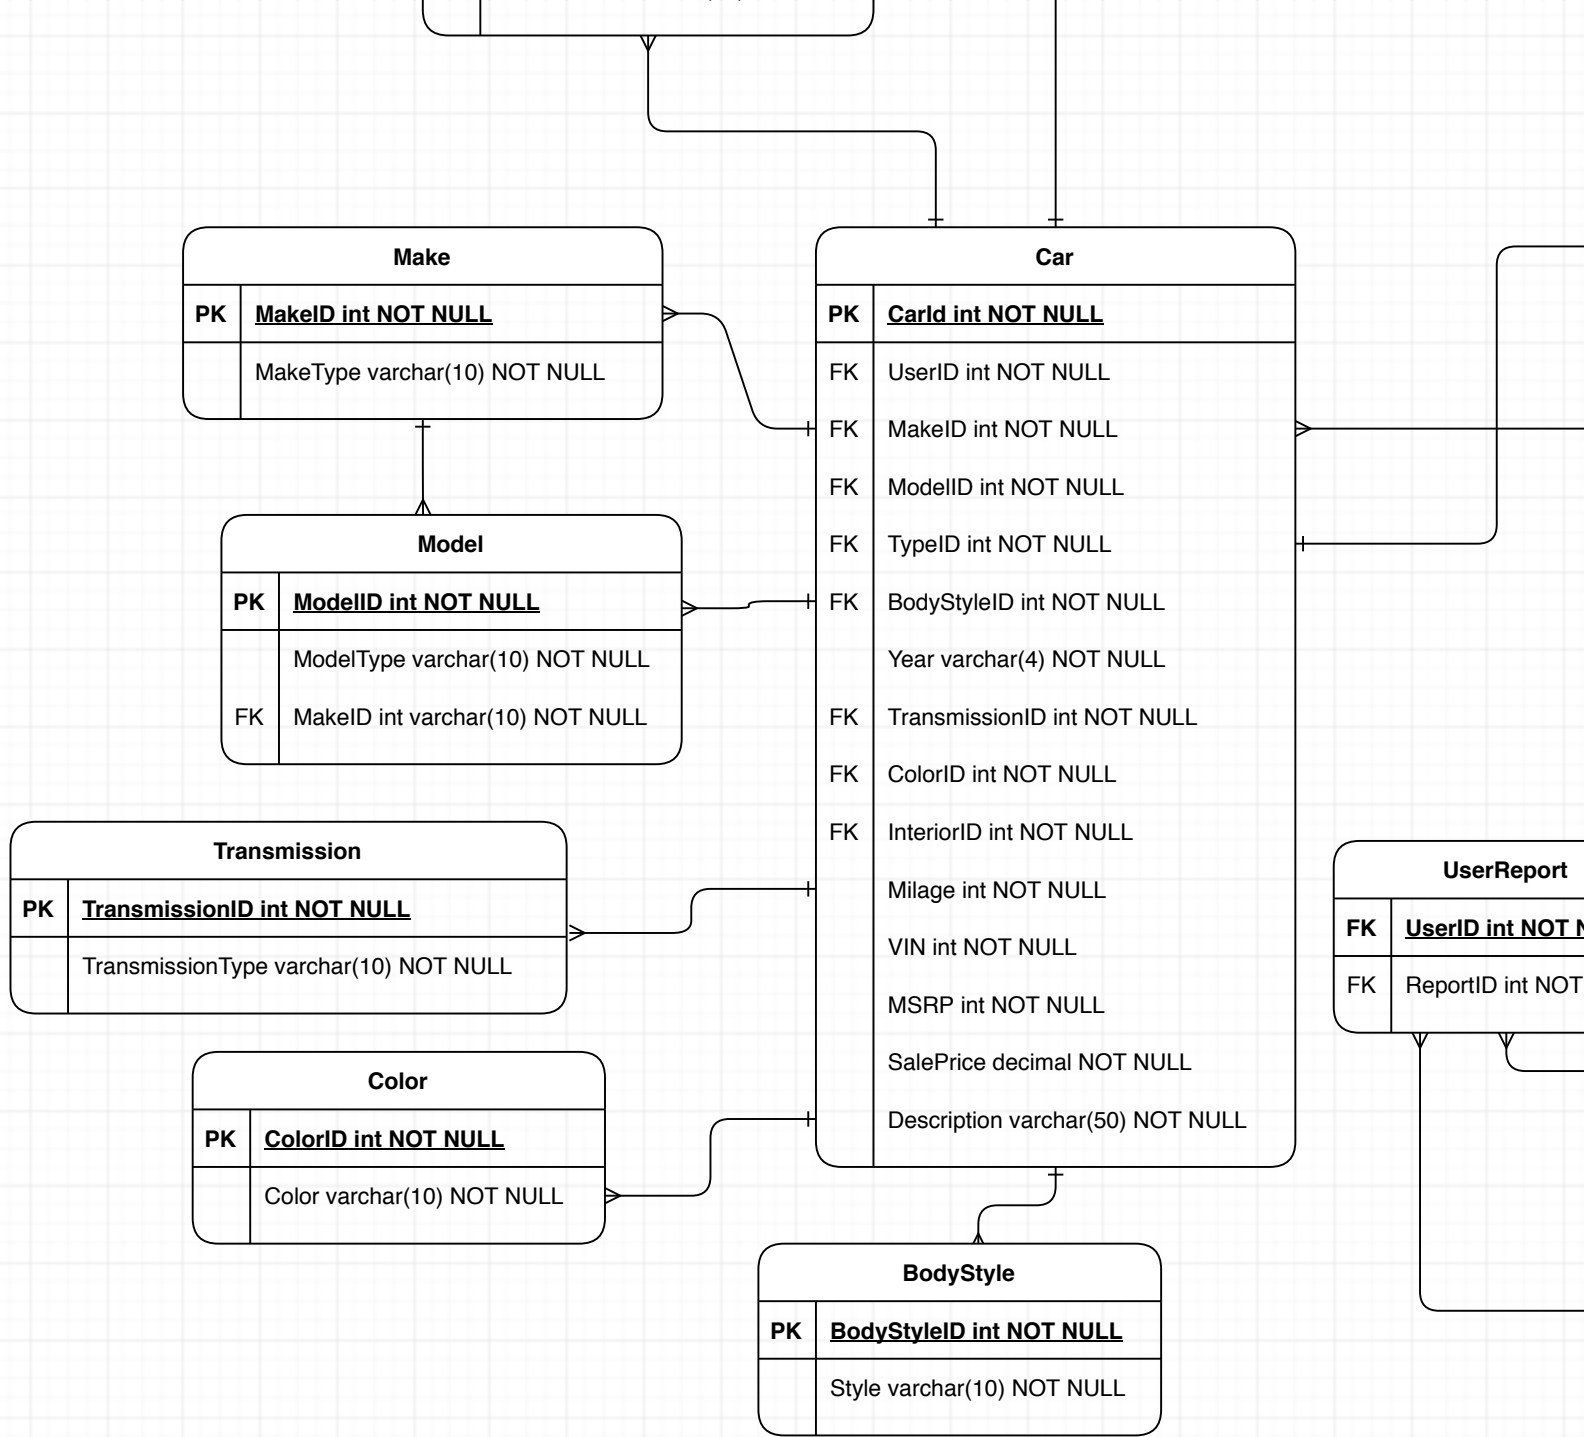 Make
PK MakeID int NOT NULL
MakeType varchar(10) NOT NULL
Car
PK CarId int NOT NULL
FK UserID int NOT NULL
FK MakeID int NOT NULL
FK ModelID int NOT NULL
FK TypeID int NOT NULL
FK BodyStyleID int NOT NULL
Year varchar(4) NOT NULL
FK TransmissionID int NOT NULL
FK ColorID int NOT NULL
FK InteriorID int NOT NULL
Milage int NOT NULL
VIN int NOT NULL
MSRP int NOT NULL
SalePrice decimal NOT NULL
Description varchar(50) NOT NULL
Model
PK ModelID int NOT NULL
ModelType varchar(10) NOT NULL
FK MakeID int varchar(10) NOT NULL
Transmission
PK TransmissionID int NOT NULL
TransmissionType varchar(10) NOT NULL
UserReport
FK UserID int NOT
FK ReportID int NOT
Color
PK ColorID int NOT NULL
Color varchar(10) NOT NULL
BodyStyle
PK BodyStyleID int NOT NULL
Style varchar(10) NOT NULL